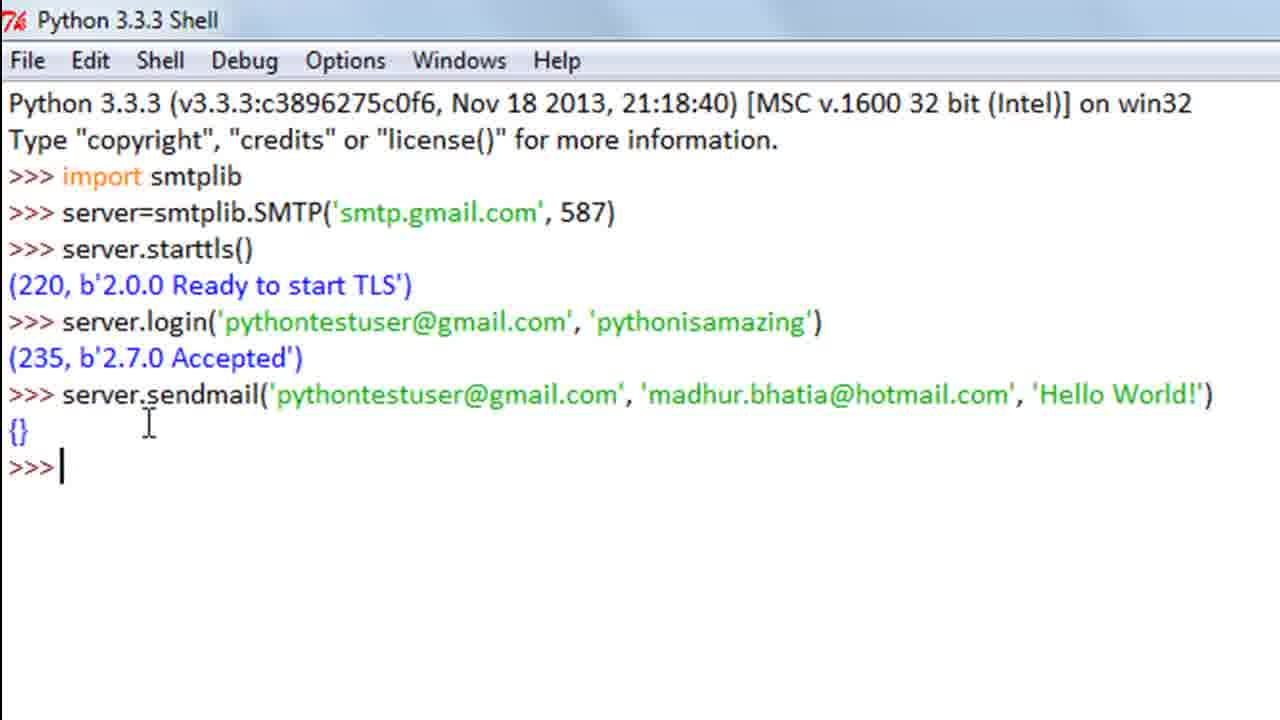 Python 3.3.3 Shell
File Edit Shell Debug Options Windows Help
Python 3.3.3 (v3.3.3:c3896275c0f6, Nov 18 2013, 21:18:40) [MSC v.1600 32 bit (Intel)] on win32
Type "copyright", "credits" or "license()" for more information.
>>> import smtplib
>>> server=smtplib.SMTP('smtp.gmail.com', 587)
>>> server.starttls()
(220, b'2.0.0 Ready to start TLS')
>>> server.login('pythontestuser@gmail.com', 'pythonisamazing')
(235, b'2.7.0 Accepted')
>>> server.sendmail('pythontestuser@gmail.com', 'madhur.bhatia@hotmail.com', 'Hello World!')
{}
>>>